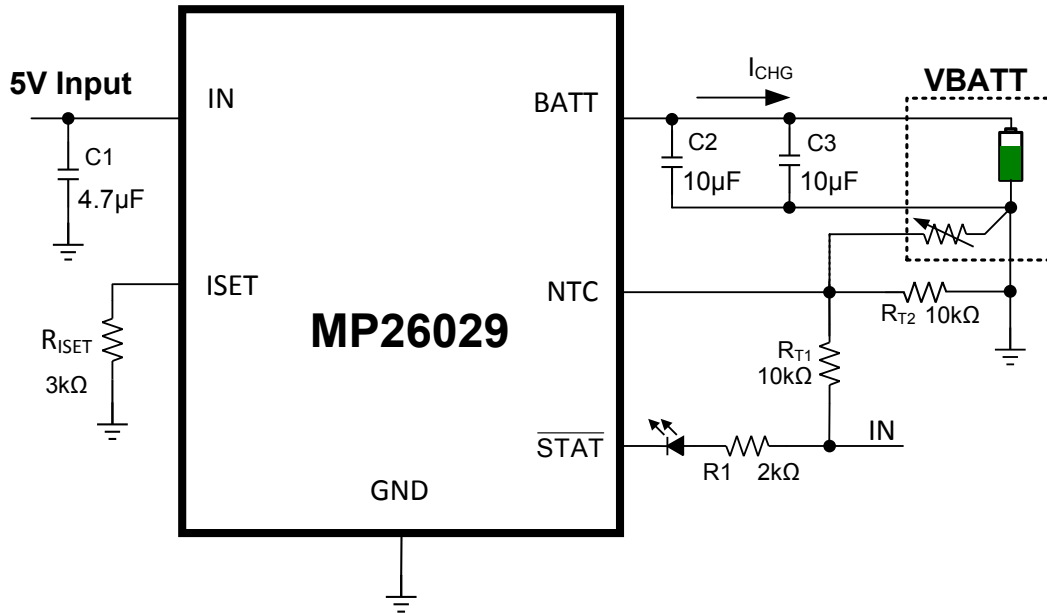 5V Input
IN
BATT
I_CHG
VBATT
C1
4.7µF
C2
10µF
C3
10µF
ISET
NTC
R_ISET
3kΩ
MP26029
R_T2 10kΩ
R_T1
10kΩ
STAT
IN
R1 2kΩ
GND